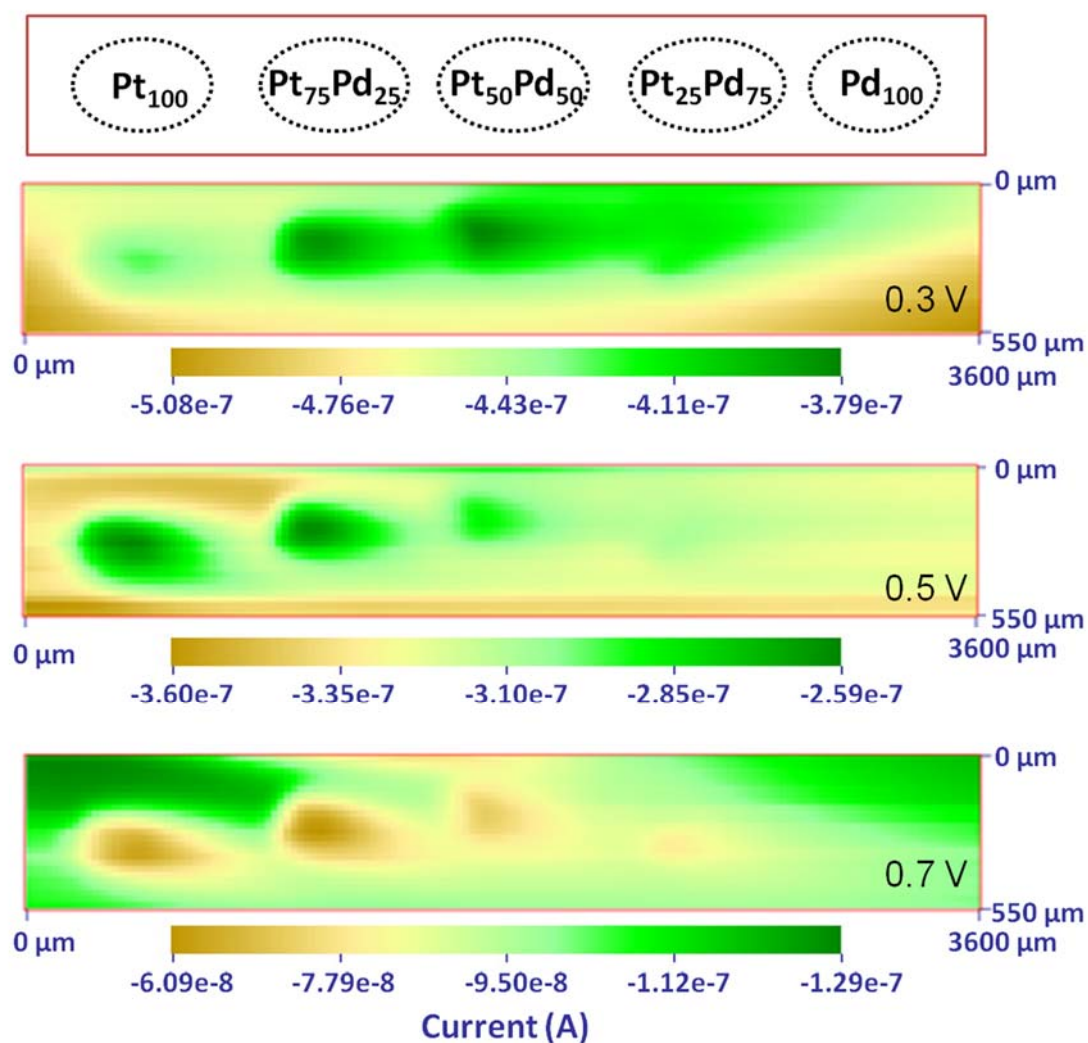 Pt₁₀₀ Pt₇₅Pd₂₅ Pt₅₀Pd₅₀ Pt₂₅Pd₇₅ Pd₁₀₀
0 µm
0.3 V
550 µm
0 µm 3600 µm
-5.08e-7 -4.76e-7 -4.43e-7 -4.11e-7 -3.79e-7
0 µm
0.5 V
550 µm
0 µm 3600 µm
-3.60e-7 -3.35e-7 -3.10e-7 -2.85e-7 -2.59e-7
0 µm
0.7 V
550 µm
0 µm 3600 µm
-6.09e-8 -7.79e-8 -9.50e-8 -1.12e-7 -1.29e-7
Current (A)